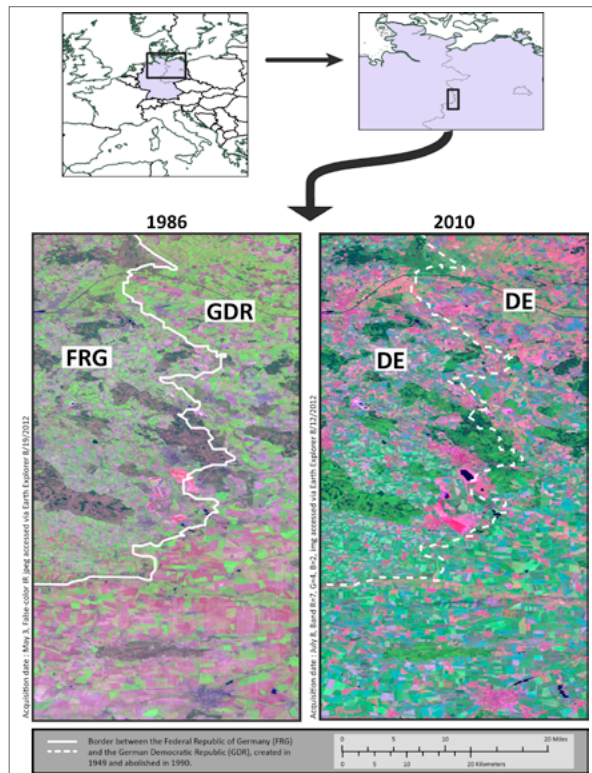 1986
2010
GDR
FRG
DE
DE
Acquisition date : May 3, False-color IR jpeg accessed via Earth Explorer 8/19/2012
Acquisition date : July 8, Band R=7, G=4, B=2, img accessed via Earth Explorer 8/12/2012
Border between the Federal Republic of Germany (FRG)
and the German Democratic Republic (GDR), created in
1949 and abolished in 1990.
0 5 10 20 Miles
0 5 10 20 Kilometers